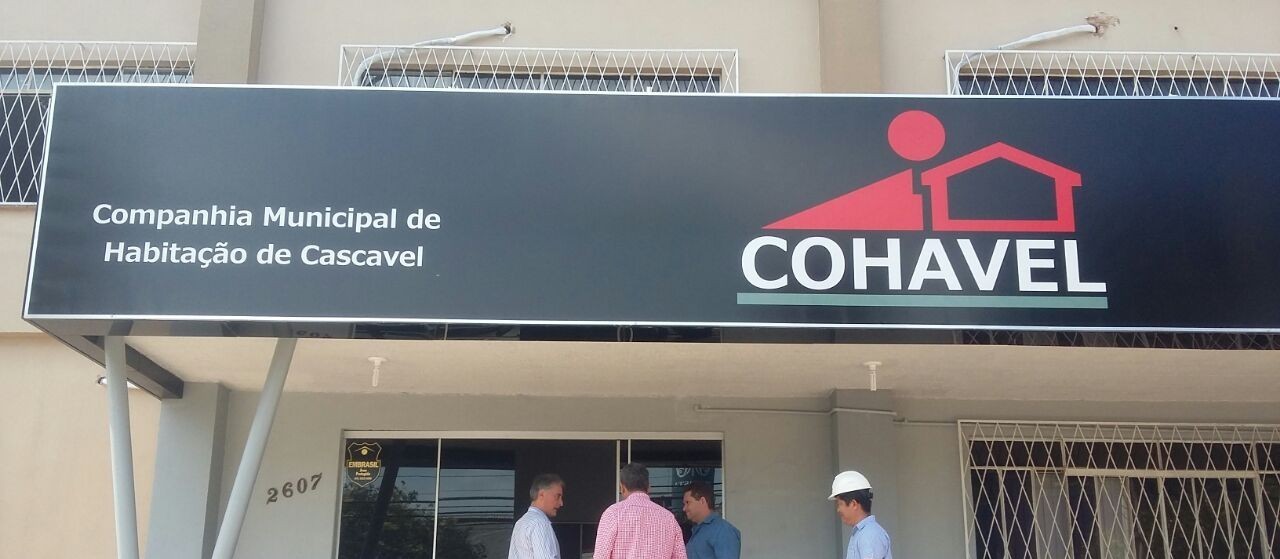 Companhia Municipal de
Habitação de Cascavel
COHAVEL
2607
EMBRASIL